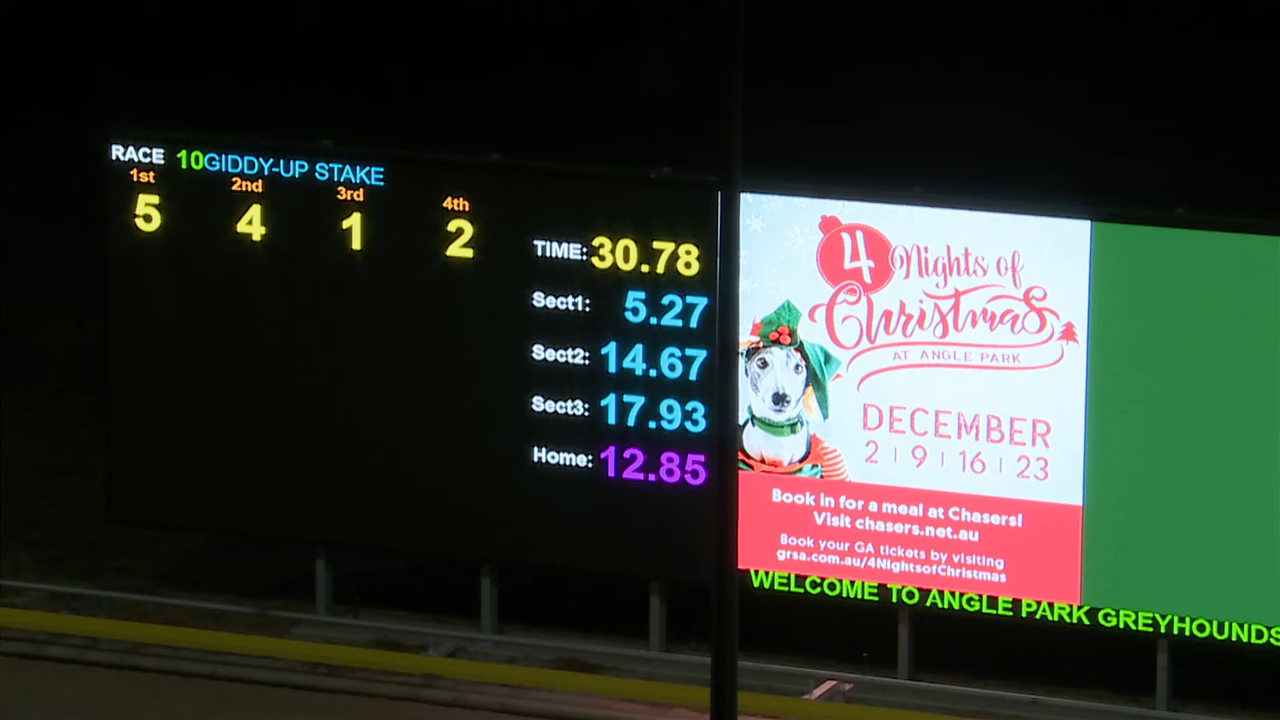 RACE 10GIDDY-UP STAKE
1st 2nd 3rd 4th
5 4 1 2
TIME: 30.78
Sect1: 5.27
Sect2: 14.67
Sect3: 17.93
Home: 12.85
4 Nights of
Christmas
AT ANGLE PARK
DECEMBER
2 | 9 | 16 | 23
Book in for a meal at Chasers!
Visit chasers.net.au
Book your GA tickets by visiting
grsa.com.au/4NightsofChristmas
WELCOME TO ANGLE PARK GREYHOUNDS